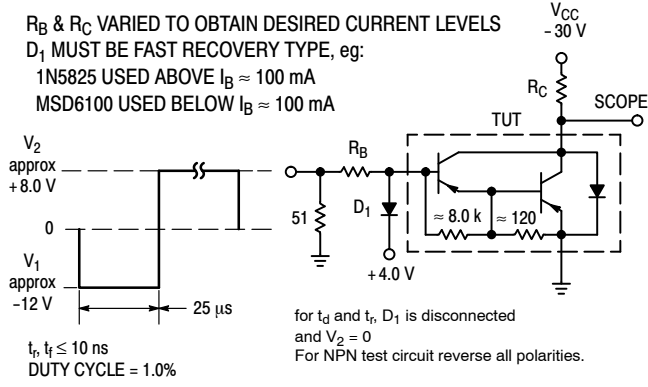 R_B & R_C VARIED TO OBTAIN DESIRED CURRENT LEVELS
D_1 MUST BE FAST RECOVERY TYPE, eg:
1N5825 USED ABOVE I_B ≈ 100 mA
MSD6100 USED BELOW I_B ≈ 100 mA
V_CC
- 30 V
R_C
SCOPE
TUT
V_2
approx
+ 8.0 V
0
V_1
approx
-12 V
25 µs
R_B
51
D_1
+ 4.0 V
≈ 8.0 k
≈ 120
t_r, t_f ≤ 10 ns
DUTY CYCLE = 1.0%
for t_d and t_r, D_1 is disconnected
and V_2 = 0
For NPN test circuit reverse all polarities.